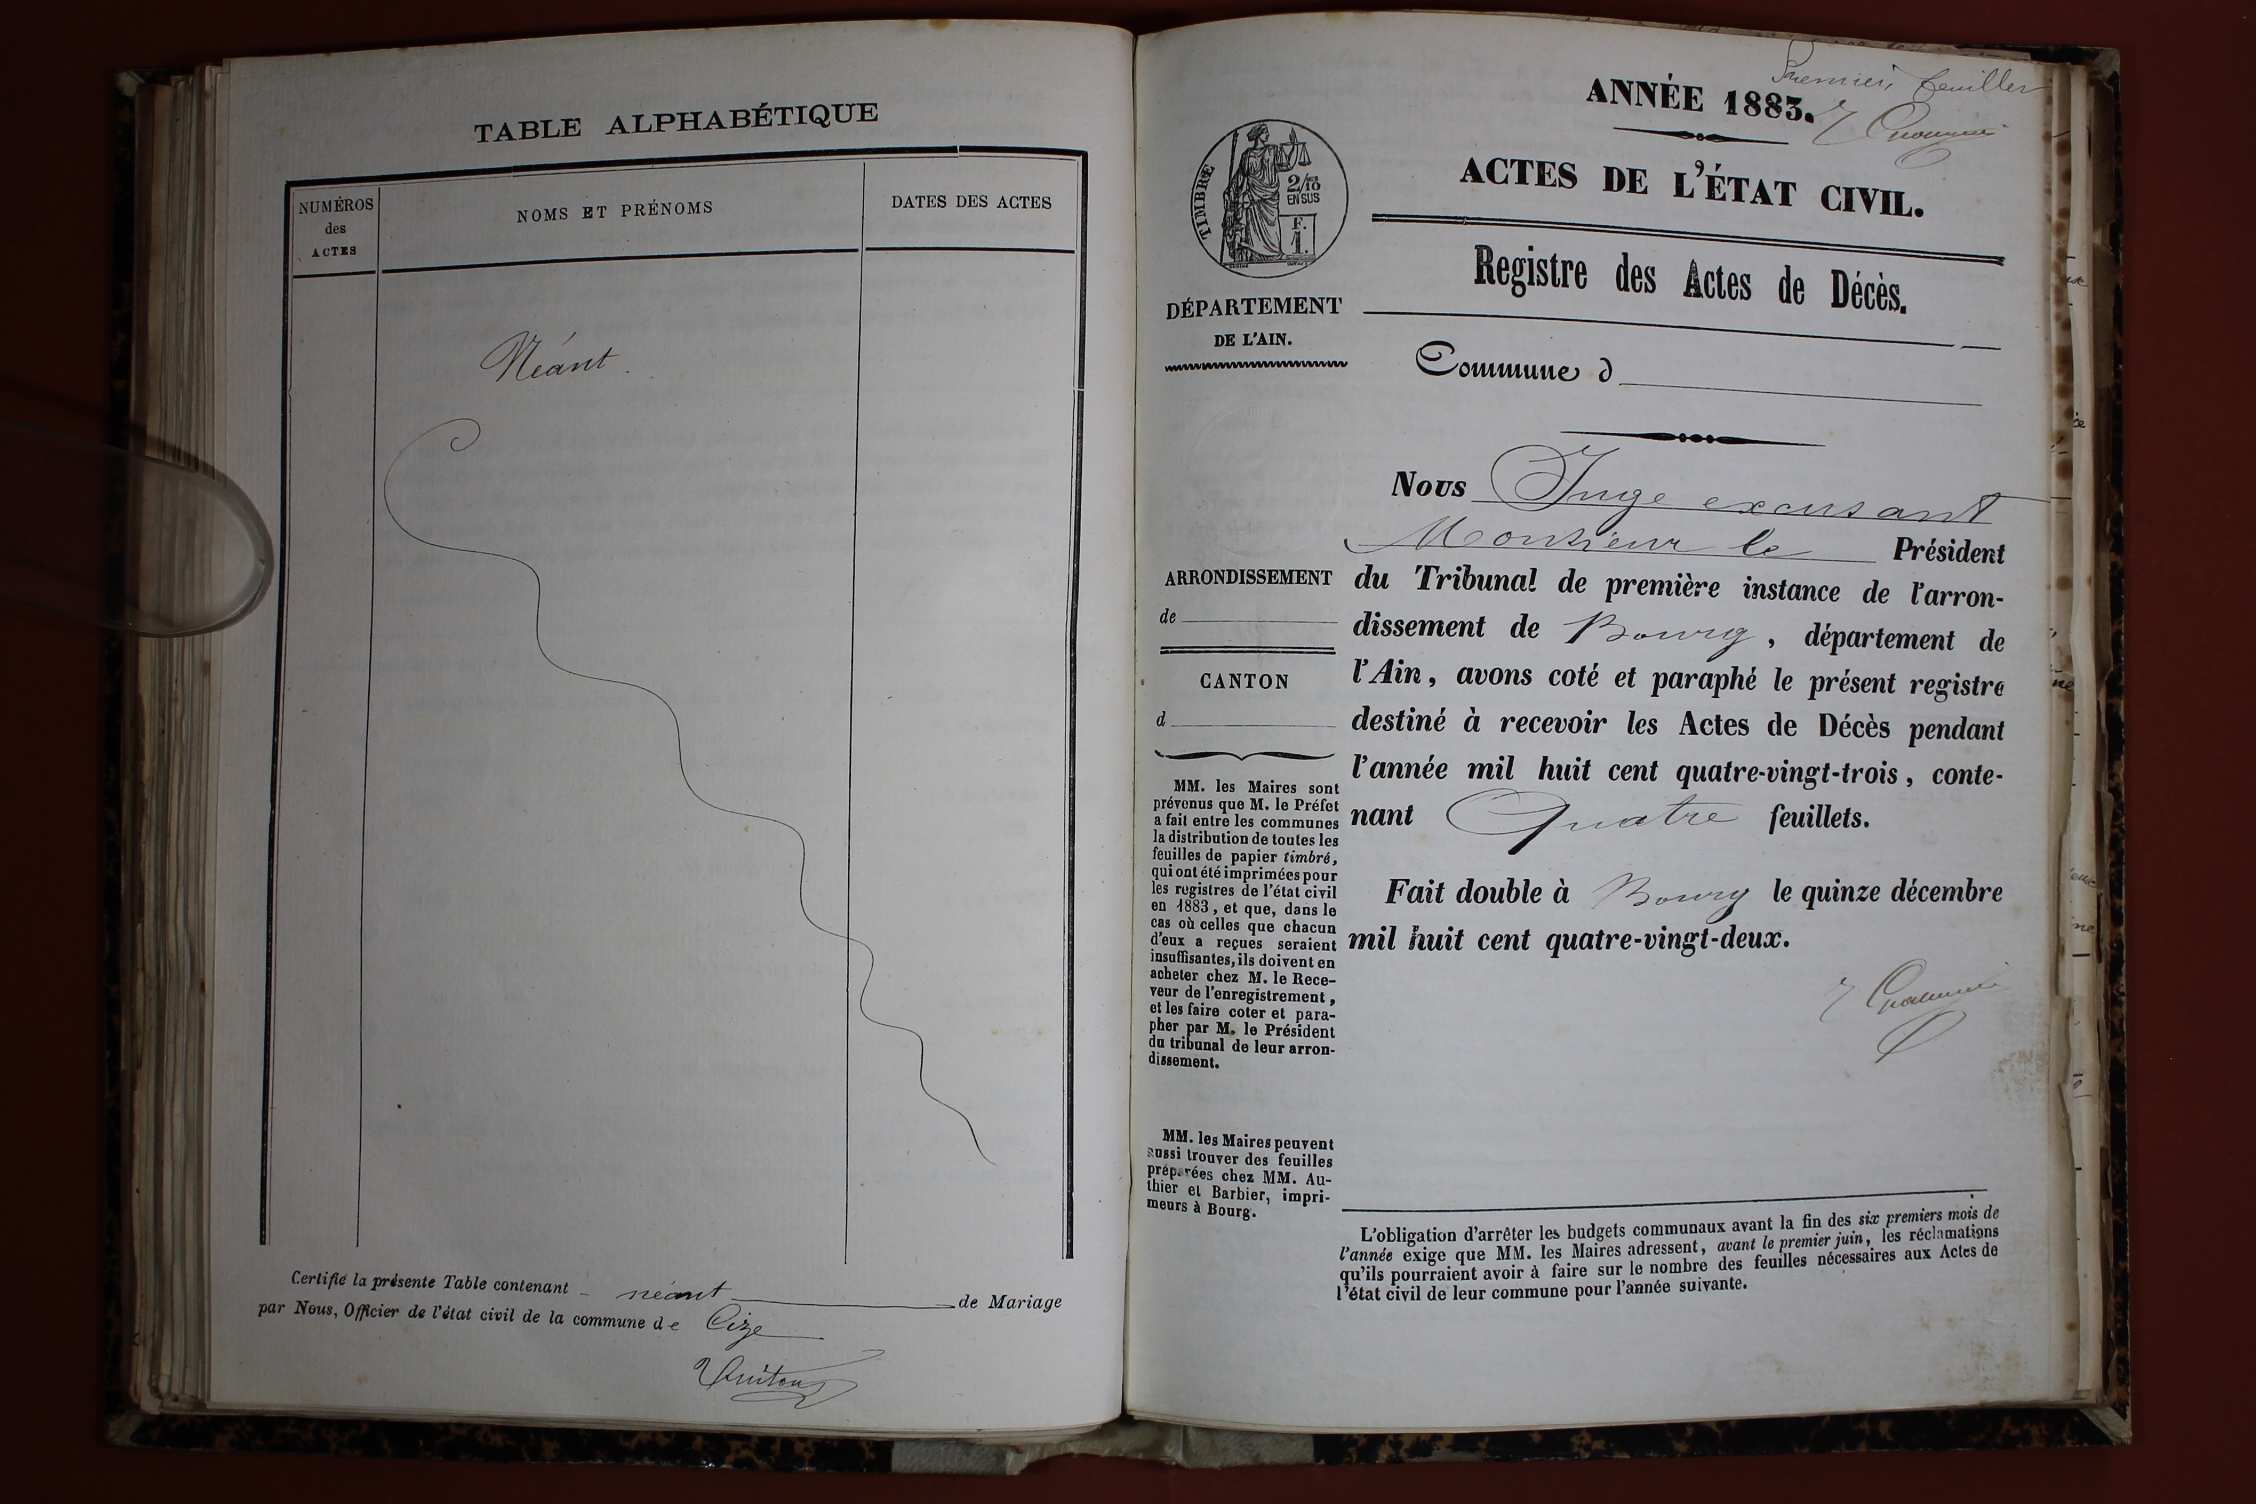 TABLE ALPHABÉTIQUE
NUMÉROS
des
ACTES
NOMS ET PRÉNOMS
DATES DES ACTES
Néant.
Certifié la présente Table contenant néant de Mariage
par Nous, Officier de l'état civil de la commune de Cize
Premier feuillet
ANNÉE 1883.
ACTES DE L'ÉTAT CIVIL.
TIMBRE
2/10
EN SUS
F.
1.
Registre des Actes de Décès.
DÉPARTEMENT
DE L'AIN.
Commune d
ARRONDISSEMENT
de
CANTON
d
MM. les Maires sont
prévenus que M. le Préfet
a fait entre les communes
la distribution de toutes les
feuilles de papier timbré,
qui ont été imprimées pour
les registres de l'état civil
en 1883, et que, dans le
cas où celles que chacun
d'eux a reçues seraient
insuffisantes, ils doivent en
acheter chez M. le Rece-
veur de l'enregistrement,
et les faire coter et para-
pher par M. le Président
du tribunal de leur arron-
dissement.
MM. les Maires peuvent
aussi trouver des feuilles
préparées chez MM. Au-
thier et Barbier, impri-
meurs à Bourg.
Nous Juge excusant
Monsieur le Président
du Tribunal de première instance de l'arron-
dissement de Bourg, département de
l'Ain, avons coté et paraphé le présent registre
destiné à recevoir les Actes de Décès pendant
l'année mil huit cent quatre-vingt-trois, conte-
nant Quatre feuillets.
Fait double à Bourg le quinze décembre
mil huit cent quatre-vingt-deux.
L'obligation d'arrêter les budgets communaux avant la fin des six premiers mois de
l'année exige que MM. les Maires adressent, avant le premier juin, les réclamations
qu'ils pourraient avoir à faire sur le nombre des feuilles nécessaires aux Actes de
l'état civil de leur commune pour l'année suivante.